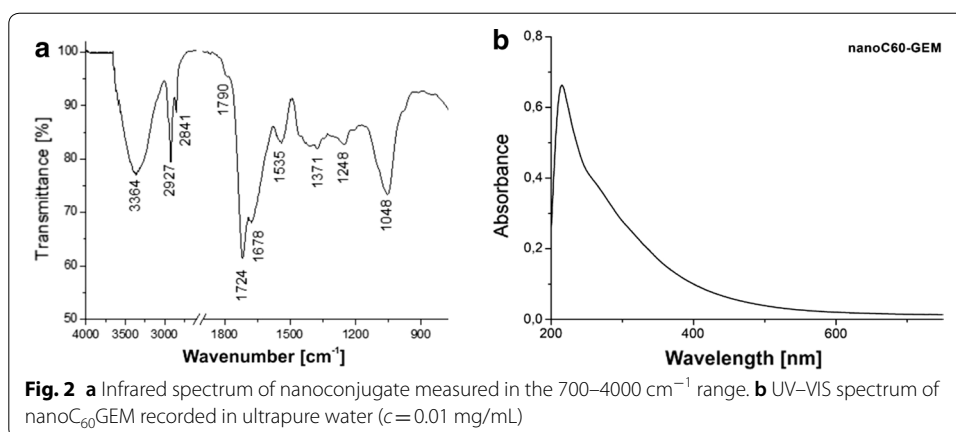 a
100
90
80
70
60
50
Transmittance [%]
3364
2927
2841
1790
1724
1678
1535
1371
1248
1048
4000 3500 3000 1800 1500 1200 900
Wavenumber [cm⁻¹]
b
nanoC60-GEM
0,8
0,6
0,4
0,2
0,0
Absorbance
200 400 600
Wavelength [nm]
Fig. 2 a Infrared spectrum of nanoconjugate measured in the 700–4000 cm⁻¹ range. b UV–VIS spectrum of
nanoC₆₀GEM recorded in ultrapure water (c=0.01 mg/mL)